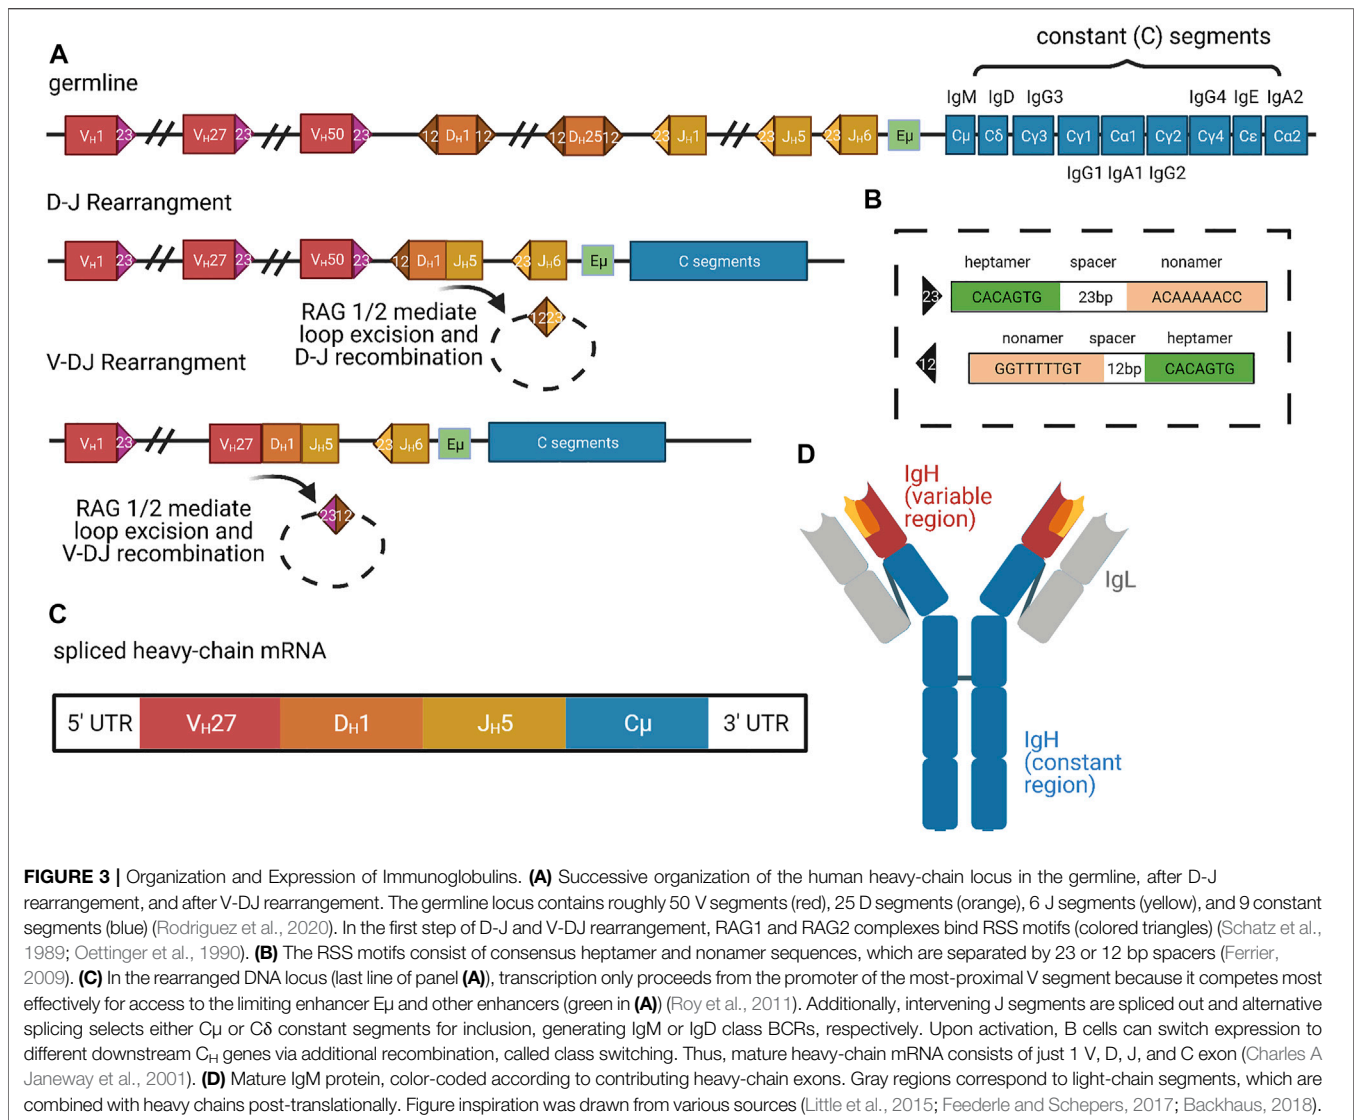 A
germline
constant (C) segments
IgM IgD IgG3 IgG4 IgE IgA2
VH1 23 VH27 23 VH50 23 12 DH1 12 12 DH25 12 23 JH1 23 JH5 23 JH6 Eμ Cμ Cδ Cγ3 Cγ1 Cα1 Cγ2 Cγ4 Cε Cα2
IgG1 IgA1 IgG2
D-J Rearrangment
VH1 23 VH27 23 VH50 23 12 DH1 JH5 23 JH6 Eμ C segments
RAG 1/2 mediate
loop excision and
D-J recombination
12 23
V-DJ Rearrangment
VH1 23 VH27 DH1 JH5 23 JH6 Eμ C segments
RAG 1/2 mediate
loop excision and
V-DJ recombination
23 12
B
heptamer spacer nonamer
23 CACAGTG 23bp ACAAAAACC
nonamer spacer heptamer
12 GGTTTTTGT 12bp CACAGTG
C
spliced heavy-chain mRNA
5' UTR VH27 DH1 JH5 Cμ 3' UTR
D
IgH
(variable
region)
IgL
IgH
(constant
region)
FIGURE 3 | Organization and Expression of Immunoglobulins. (A) Successive organization of the human heavy-chain locus in the germline, after D-J
rearrangement, and after V-DJ rearrangement. The germline locus contains roughly 50 V segments (red), 25 D segments (orange), 6 J segments (yellow), and 9 constant
segments (blue) (Rodriguez et al., 2020). In the first step of D-J and V-DJ rearrangement, RAG1 and RAG2 complexes bind RSS motifs (colored triangles) (Schatz et al.,
1989; Oettinger et al., 1990). (B) The RSS motifs consist of consensus heptamer and nonamer sequences, which are separated by 23 or 12 bp spacers (Ferrier,
2009). (C) In the rearranged DNA locus (last line of panel (A)), transcription only proceeds from the promoter of the most-proximal V segment because it competes most
effectively for access to the limiting enhancer Eμ and other enhancers (green in (A)) (Roy et al., 2011). Additionally, intervening J segments are spliced out and alternative
splicing selects either Cμ or Cδ constant segments for inclusion, generating IgM or IgD class BCRs, respectively. Upon activation, B cells can switch expression to
different downstream CH genes via additional recombination, called class switching. Thus, mature heavy-chain mRNA consists of just 1 V, D, J, and C exon (Charles A
Janeway et al., 2001). (D) Mature IgM protein, color-coded according to contributing heavy-chain exons. Gray regions correspond to light-chain segments, which are
combined with heavy chains post-translationally. Figure inspiration was drawn from various sources (Little et al., 2015; Feederle and Schepers, 2017; Backhaus, 2018).